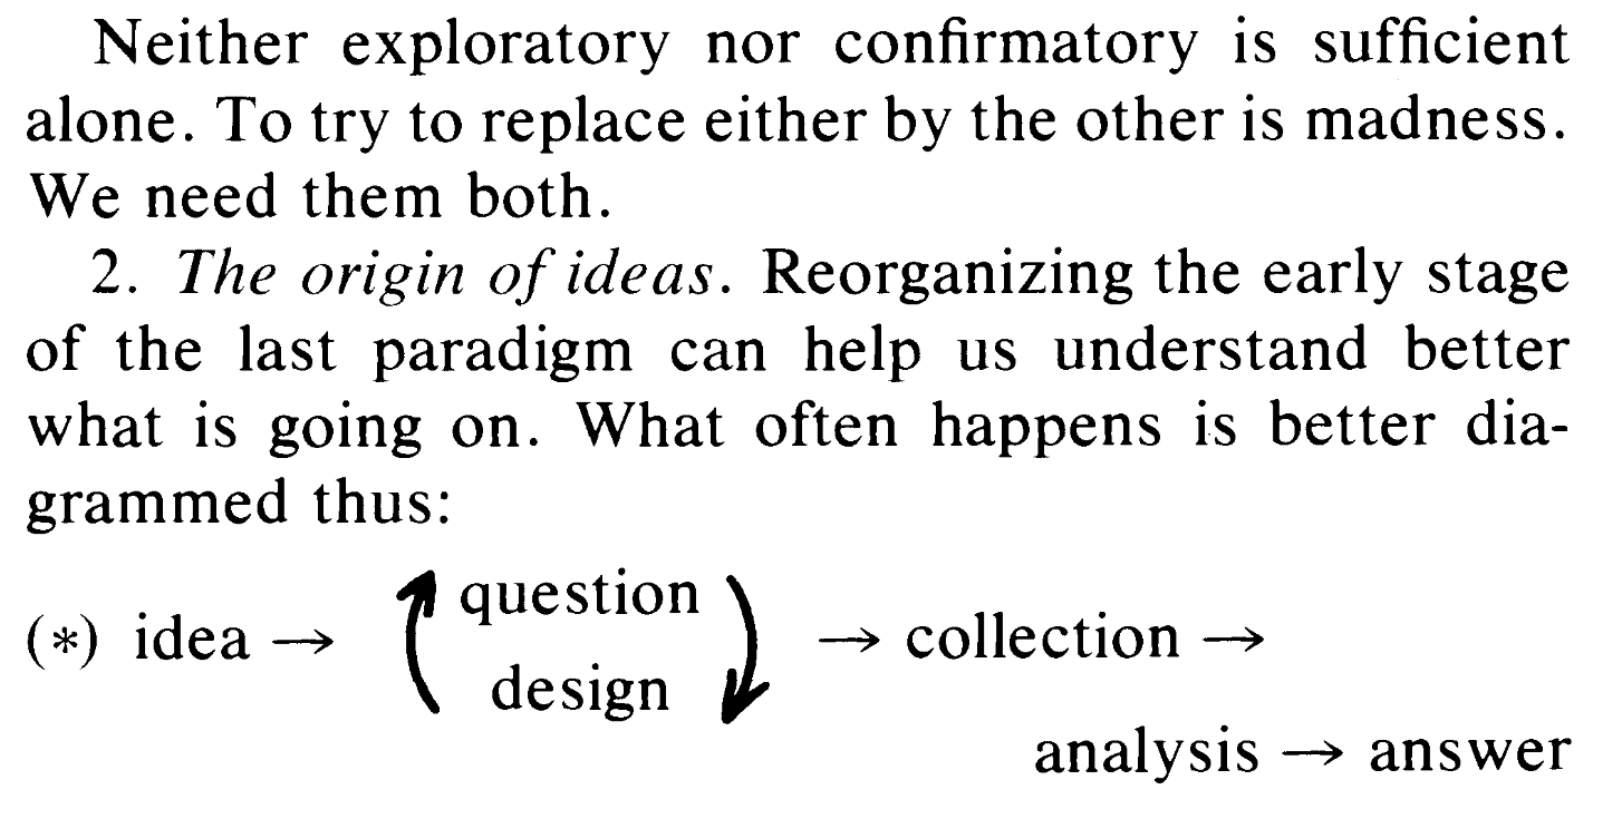 Neither exploratory nor confirmatory is sufficient
alone. To try to replace either by the other is madness.
We need them both.
2. The origin of ideas. Reorganizing the early stage
of the last paradigm can help us understand better
what is going on. What often happens is better dia-
grammed thus:
(*) idea → question → collection →
design
analysis → answer